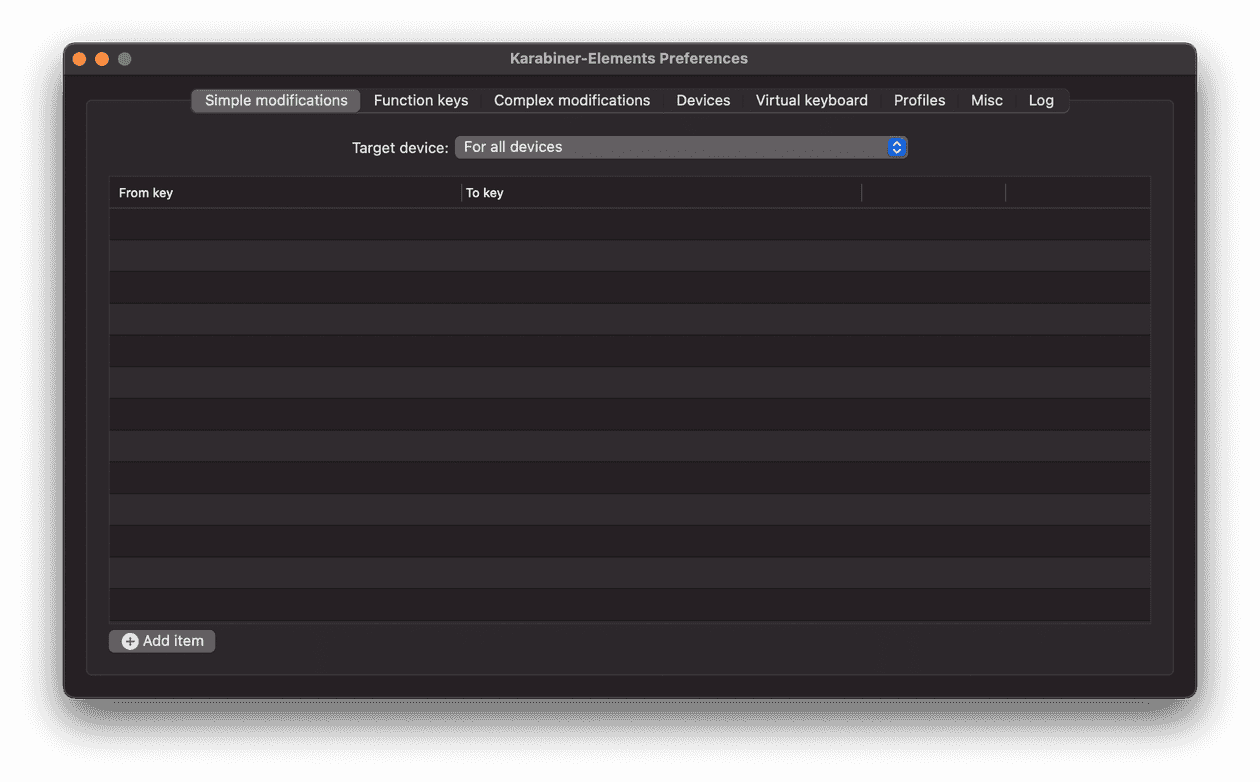 Karabiner-Elements Preferences
Simple modifications Function keys Complex modifications Devices Virtual keyboard Profiles Misc Log
Target device: For all devices
From key To key
Add item